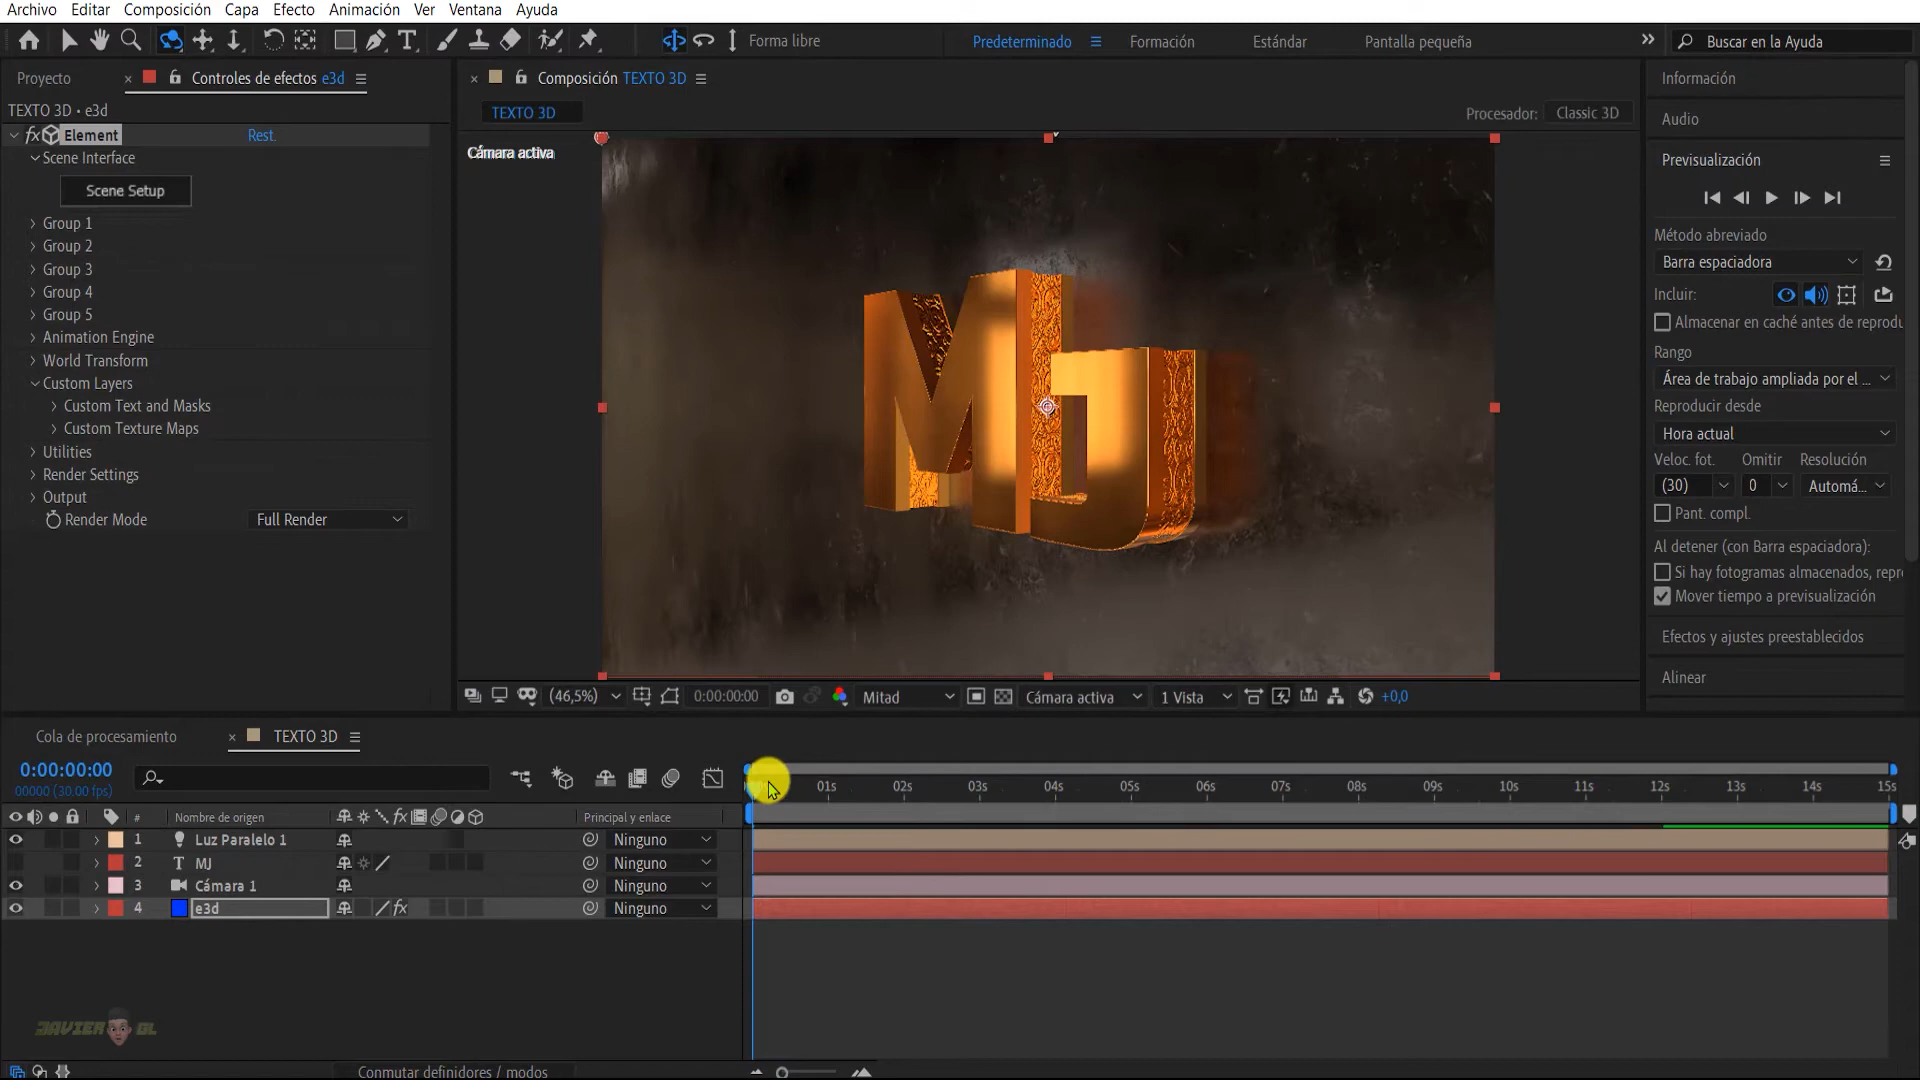 Archivo Editar Composición Capa Efecto Animación Ver Ventana Ayuda
Forma libre Predeterminado Formación Estándar Pantalla pequeña Buscar en la Ayuda
Proyecto Controles de efectos e3d
TEXTO 3D • e3d
fx Element Rest.
Scene Interface
Scene Setup
Group 1
Group 2
Group 3
Group 4
Group 5
Animation Engine
World Transform
Custom Layers
Custom Text and Masks
Custom Texture Maps
Utilities
Render Settings
Output
Render Mode Full Render
Composición TEXTO 3D
TEXTO 3D
Procesador: Classic 3D
Cámara activa
MJ
(46,5%) 0:00:00:00 Mitad Cámara activa 1 Vista +0,0
Información
Audio
Previsualización
Método abreviado
Barra espaciadora
Incluir:
Almacenar en caché antes de reprodu
Rango
Área de trabajo ampliada por el ...
Reproducir desde
Hora actual
Veloc. fot. Omitir Resolución
(30) 0 Automá...
Pant. compl.
Al detener (con Barra espaciadora):
Si hay fotogramas almacenados, repr
Mover tiempo a previsualización
Efectos y ajustes preestablecidos
Alinear
Cola de procesamiento TEXTO 3D
0:00:00:00
00000 (30.00 fps)
01s 02s 03s 04s 05s 06s 07s 08s 09s 10s 11s 12s 13s 14s 15s
# Nombre de origen fx Principal y enlace
1 Luz Paralelo 1 Ninguno
2 T MJ Ninguno
3 Cámara 1 Ninguno
4 e3d fx Ninguno
JAVIER GL
Conmutar definidores / modos